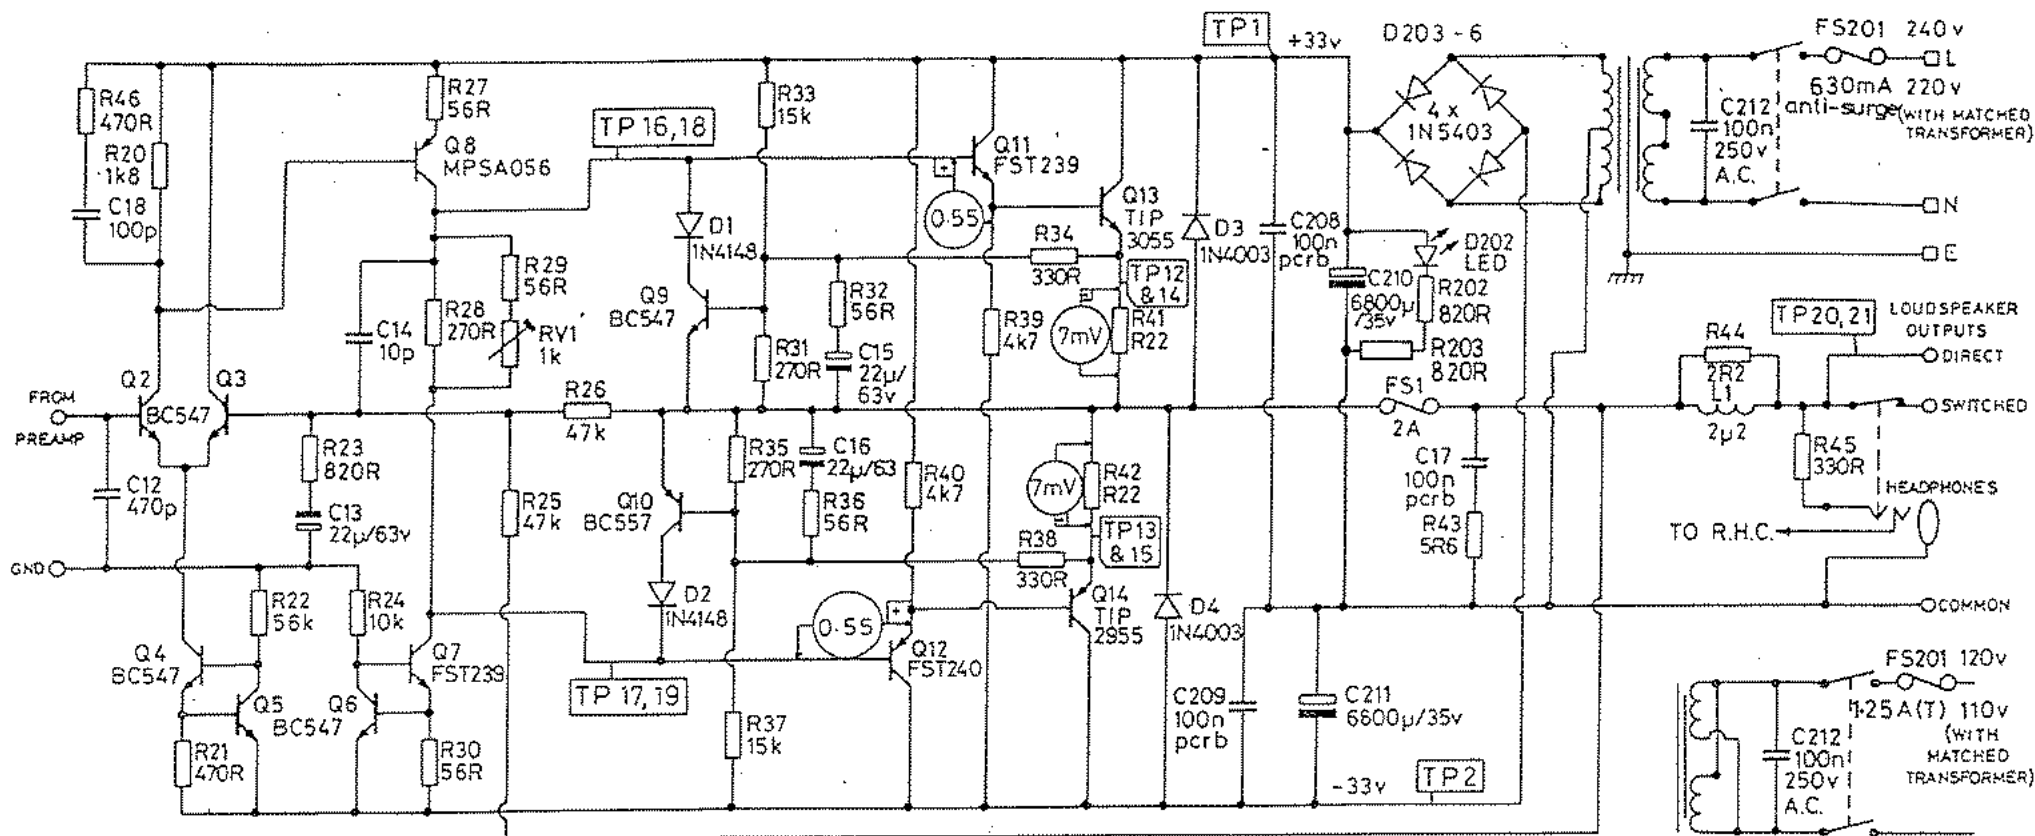 TP1
+33v
D203-6
FS201 240v
L
630mA 220v
anti-surge (WITH MATCHED
TRANSFORMER)
R46
470R
R20
1k8
C18
100p
R27
56R
Q8
MPSA056
TP16,18
R33
15k
Q11
FST239
0.55
+
Q13
TIP
3055
D3
1N4003
C208
100n
pcrb
4x
1N5403
C212
100n
250v
A.C.
N
E
D1
1N4148
R34
330R
TP12
&14
D202
LED
C210
6800µ
/35v
R202
820R
R203
820R
R29
56R
R28
270R
RV1
1k
C14
10p
Q9
BC547
R32
56R
R31
270R
C15
22µ/
63v
R39
4k7
7mV
R41
R22
TP20,21
LOUDSPEAKER
OUTPUTS
DIRECT
R44
2R2
L1
2µ2
SWITCHED
FS1
2A
Q2
Q3
BC547
FROM
PREAMP
R26
47k
R23
820R
C12
470p
C13
22µ/63v
R25
47k
Q10
BC557
R35
270R
C16
22µ/63
R36
56R
R40
4k7
7mV
R42
R22
TP13
&15
R38
330R
C17
100n
pcrb
R43
5R6
R45
330R
HEADPHONES
TO R.H.C.
GND
R22
56k
R24
10k
D2
1N4148
0.55
+
Q14
TIP
2955
D4
1N4003
COMMON
Q4
BC547
Q5
BC547
Q6
Q7
FST239
Q12
FST240
TP 17,19
R21
470R
R30
56R
R37
15k
C209
100n
pcrb
C211
6800µ/35v
-33v
TP2
FS201 120v
1.25A(T) 110v
(WITH
MATCHED
TRANSFORMER)
C212
100n
250v
A.C.